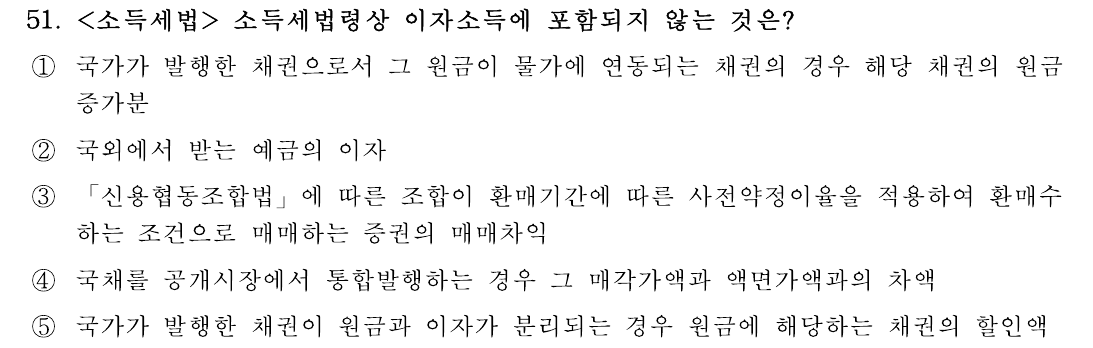 51. <소득세법> 소득세법령상 이자소득에 포함되지 않는 것은?
① 국가가 발행한 채권으로서 그 원금이 물가에 연동되는 채권의 경우 해당 채권의 원금
증가분
② 국외에서 받는 예금의 이자
③ 「신용협동조합법」에 따른 조합이 환매기간에 따른 사전약정이율을 적용하여 환매수
하는 조건으로 매매하는 증권의 매매차익
④ 국채를 공개시장에서 통합발행하는 경우 그 매각가액과 액면가액과의 차액
⑤ 국가가 발행한 채권이 원금과 이자가 분리되는 경우 원금에 해당하는 채권의 할인액